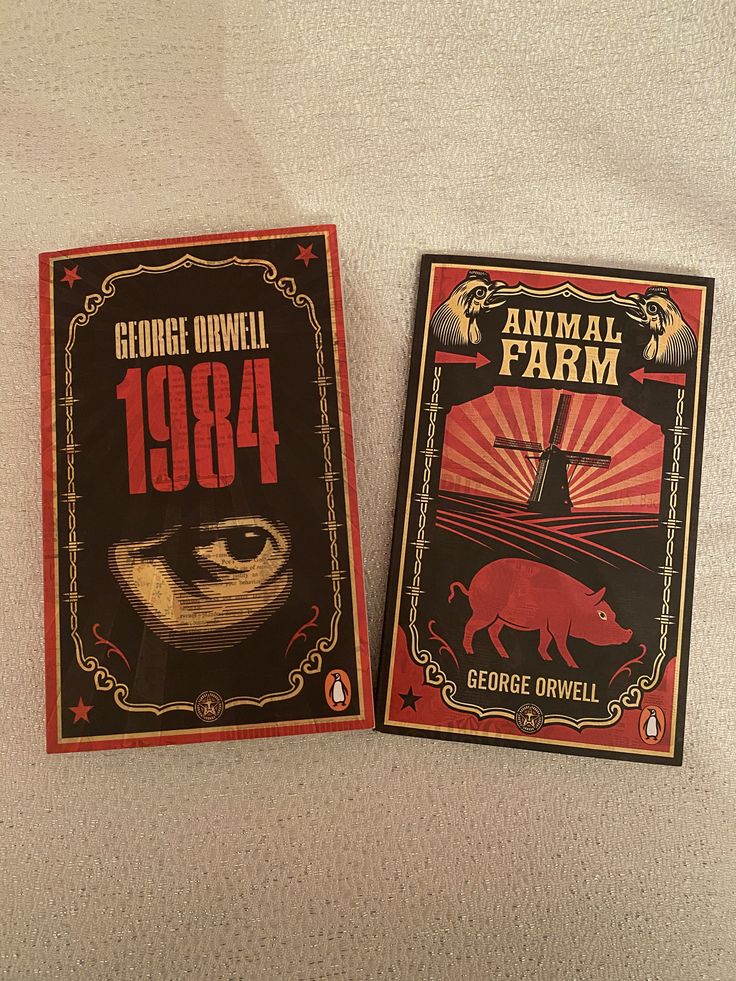 GEORGE ORWELL
1984
ANIMAL
FARM
GEORGE ORWELL